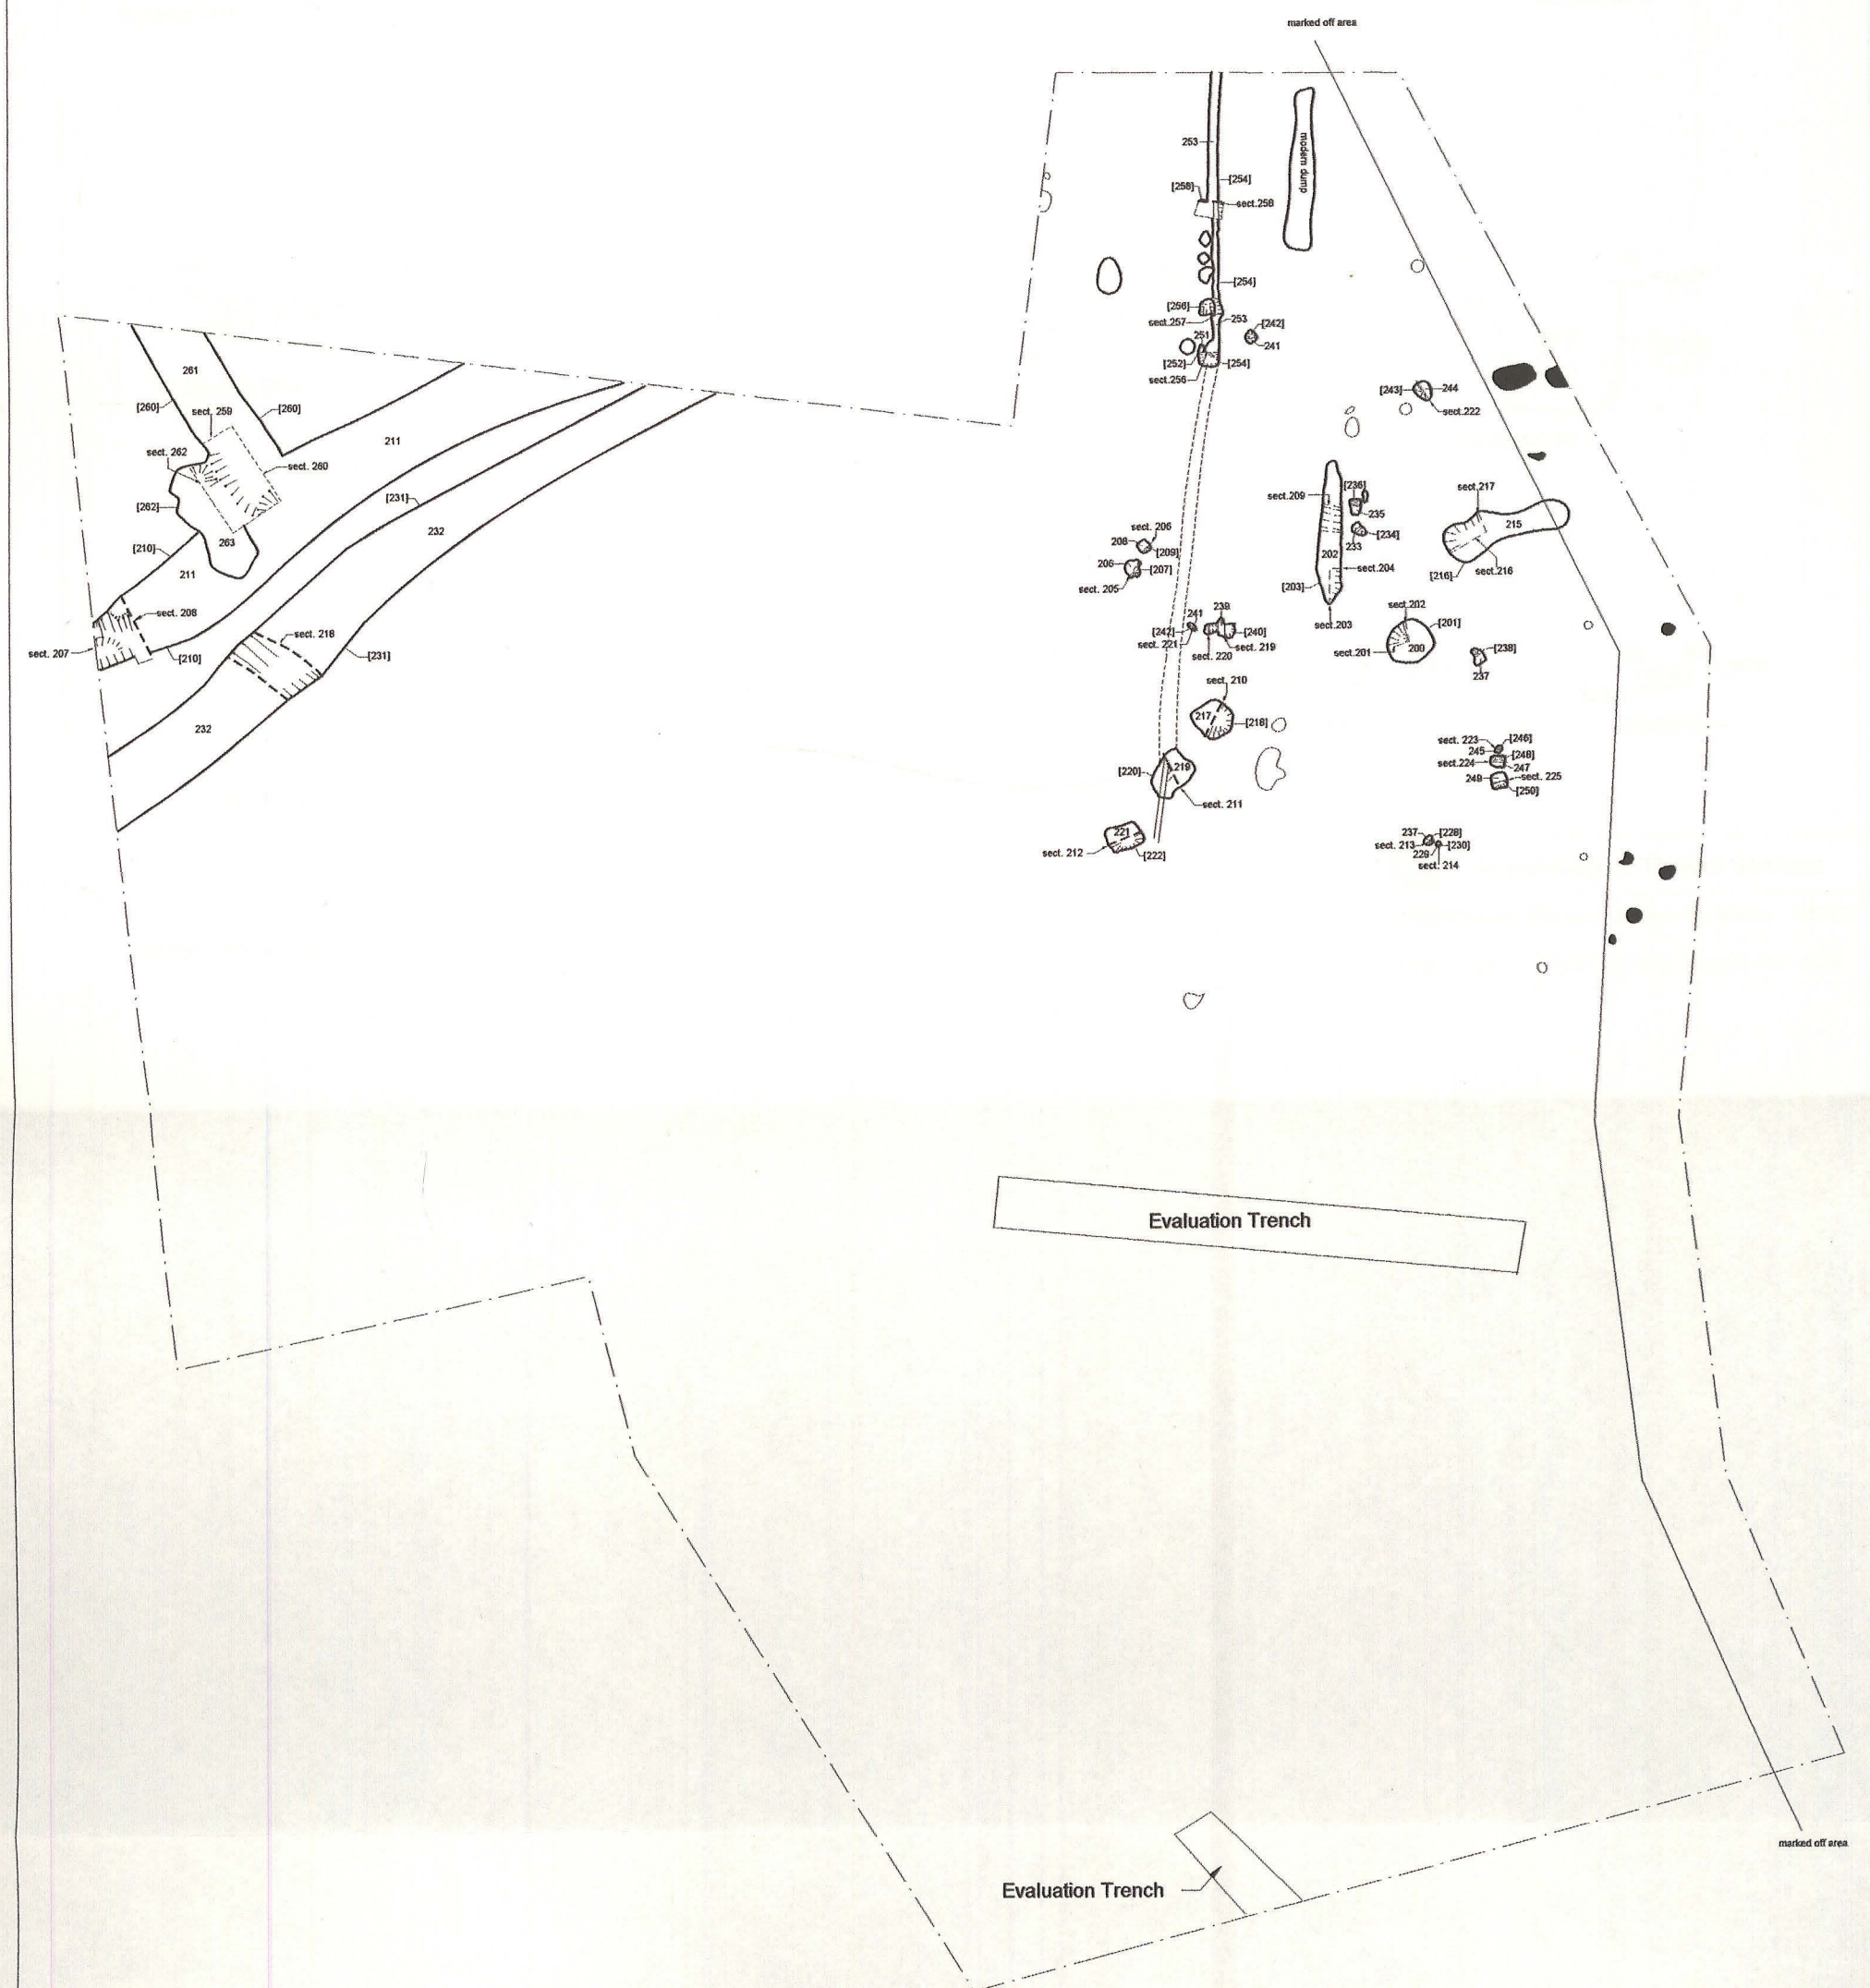 marked off area
modern dump
253
[254]
[258]
sect.258
[254]
[256]
sect.257
253
[242]
251
241
[252]
[254]
sect.256
261
[260]
sect. 259
[260]
211
sect. 262
sect. 260
[262]
[231]
232
263
[210]
211
sect. 208
sect. 207
[210]
sect. 218
[231]
232
[243]
244
sect.222
sect.209
[236]
235
[234]
233
202
sect.204
[203]
sect.203
sect.217
215
[216]
sect.216
sect. 206
208
[209]
206
[207]
sect. 205
241
239
[242]
[240]
sect. 221
sect. 219
sect. 220
sect.202
[201]
sect.201
200
[238]
237
sect. 210
217
[218]
[220]
219
sect. 211
221
sect. 212
[222]
sect. 223
[246]
245
[248]
sect.224
247
249
sect. 225
[250]
237
[228]
sect. 213
[230]
229
sect. 214
Evaluation Trench
Evaluation Trench
marked off area